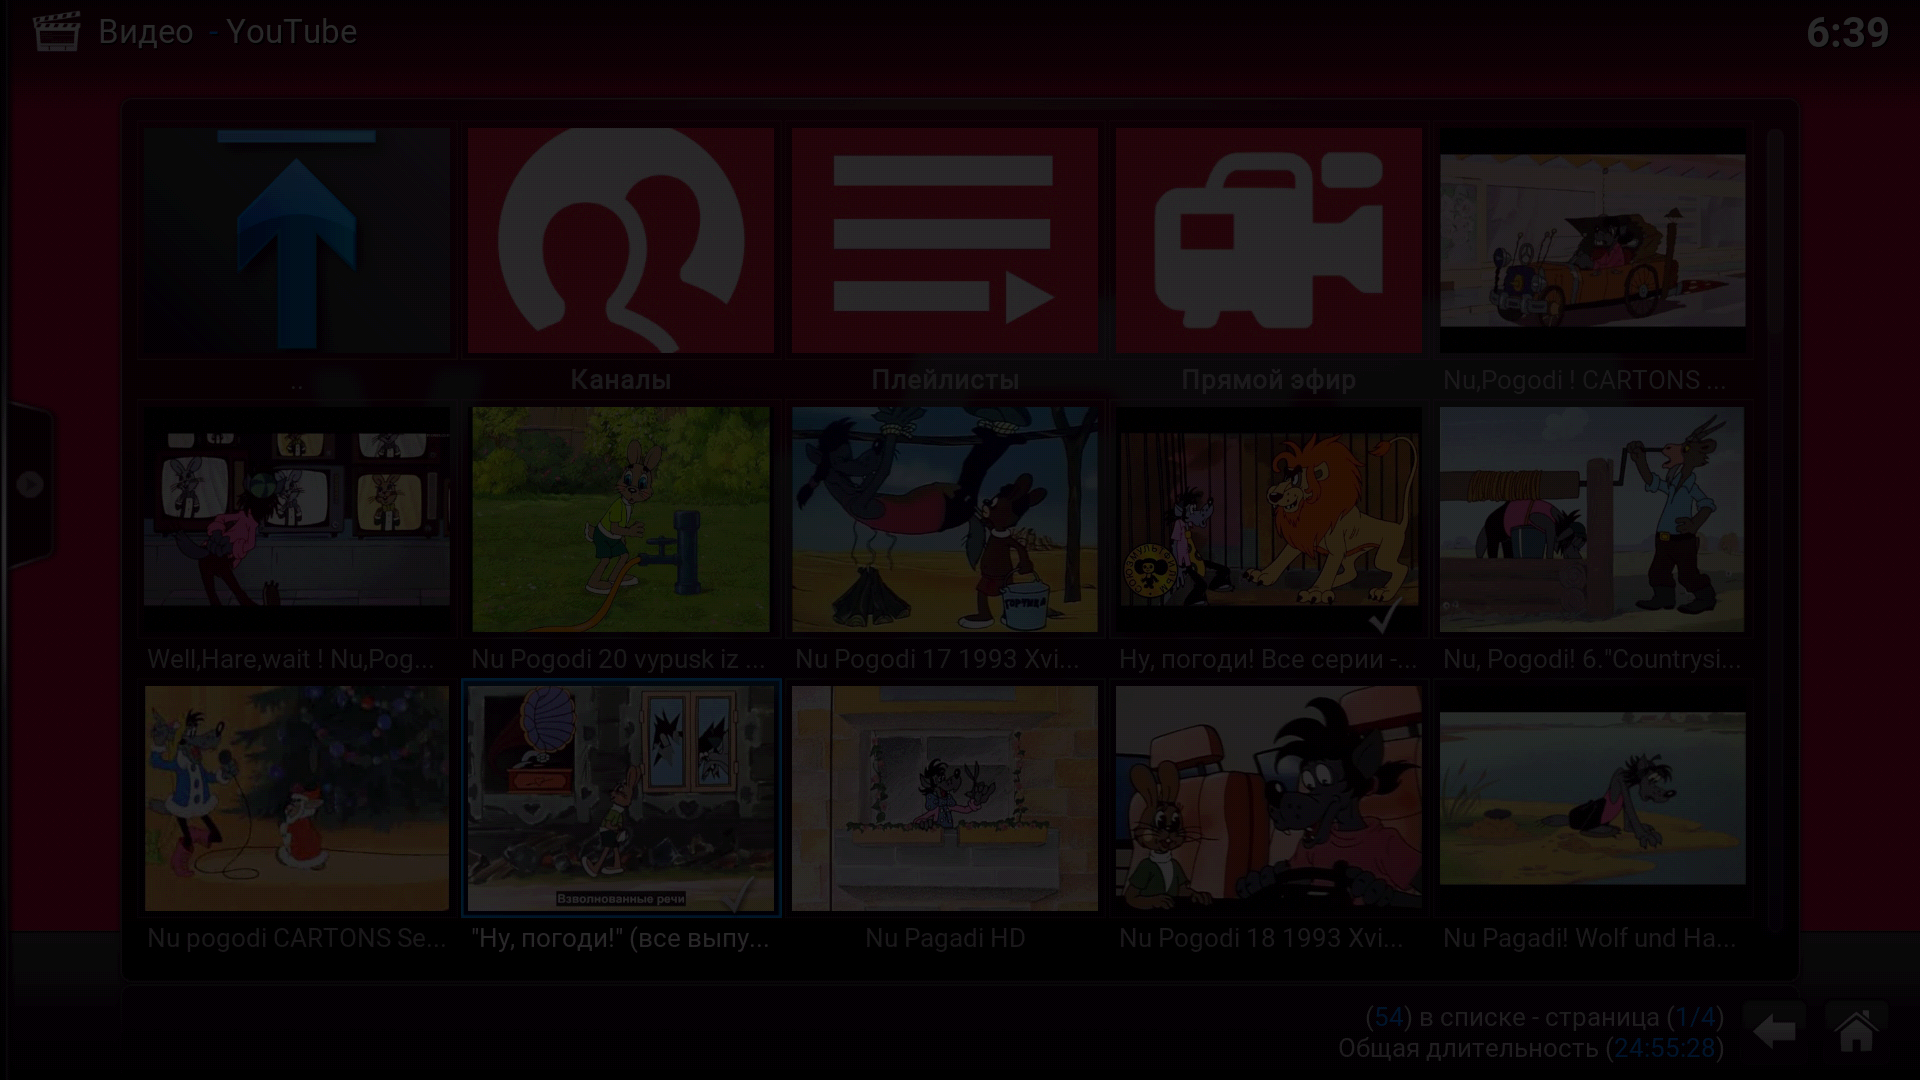 Видео - YouTube
6:39
..
Каналы
Плейлисты
Прямой эфир
Nu,Pogodi ! CARTONS ...
ГОРЧИЦА
Well,Hare,wait ! Nu,Pog...
Nu Pogodi 20 vypusk iz ...
Nu Pogodi 17 1993 Xvi...
Ну, погоди! Все серии -...
Nu, Pogodi! 6."Countrysi...
Взволнованные речи
Nu pogodi CARTONS Se...
"Ну, погоди!" (все выпу...
Nu Pagadi HD
Nu Pogodi 18 1993 Xvi...
Nu Pagadi! Wolf und Ha...
(54) в списке - страница (1/4)
Общая длительность (24:55:28)